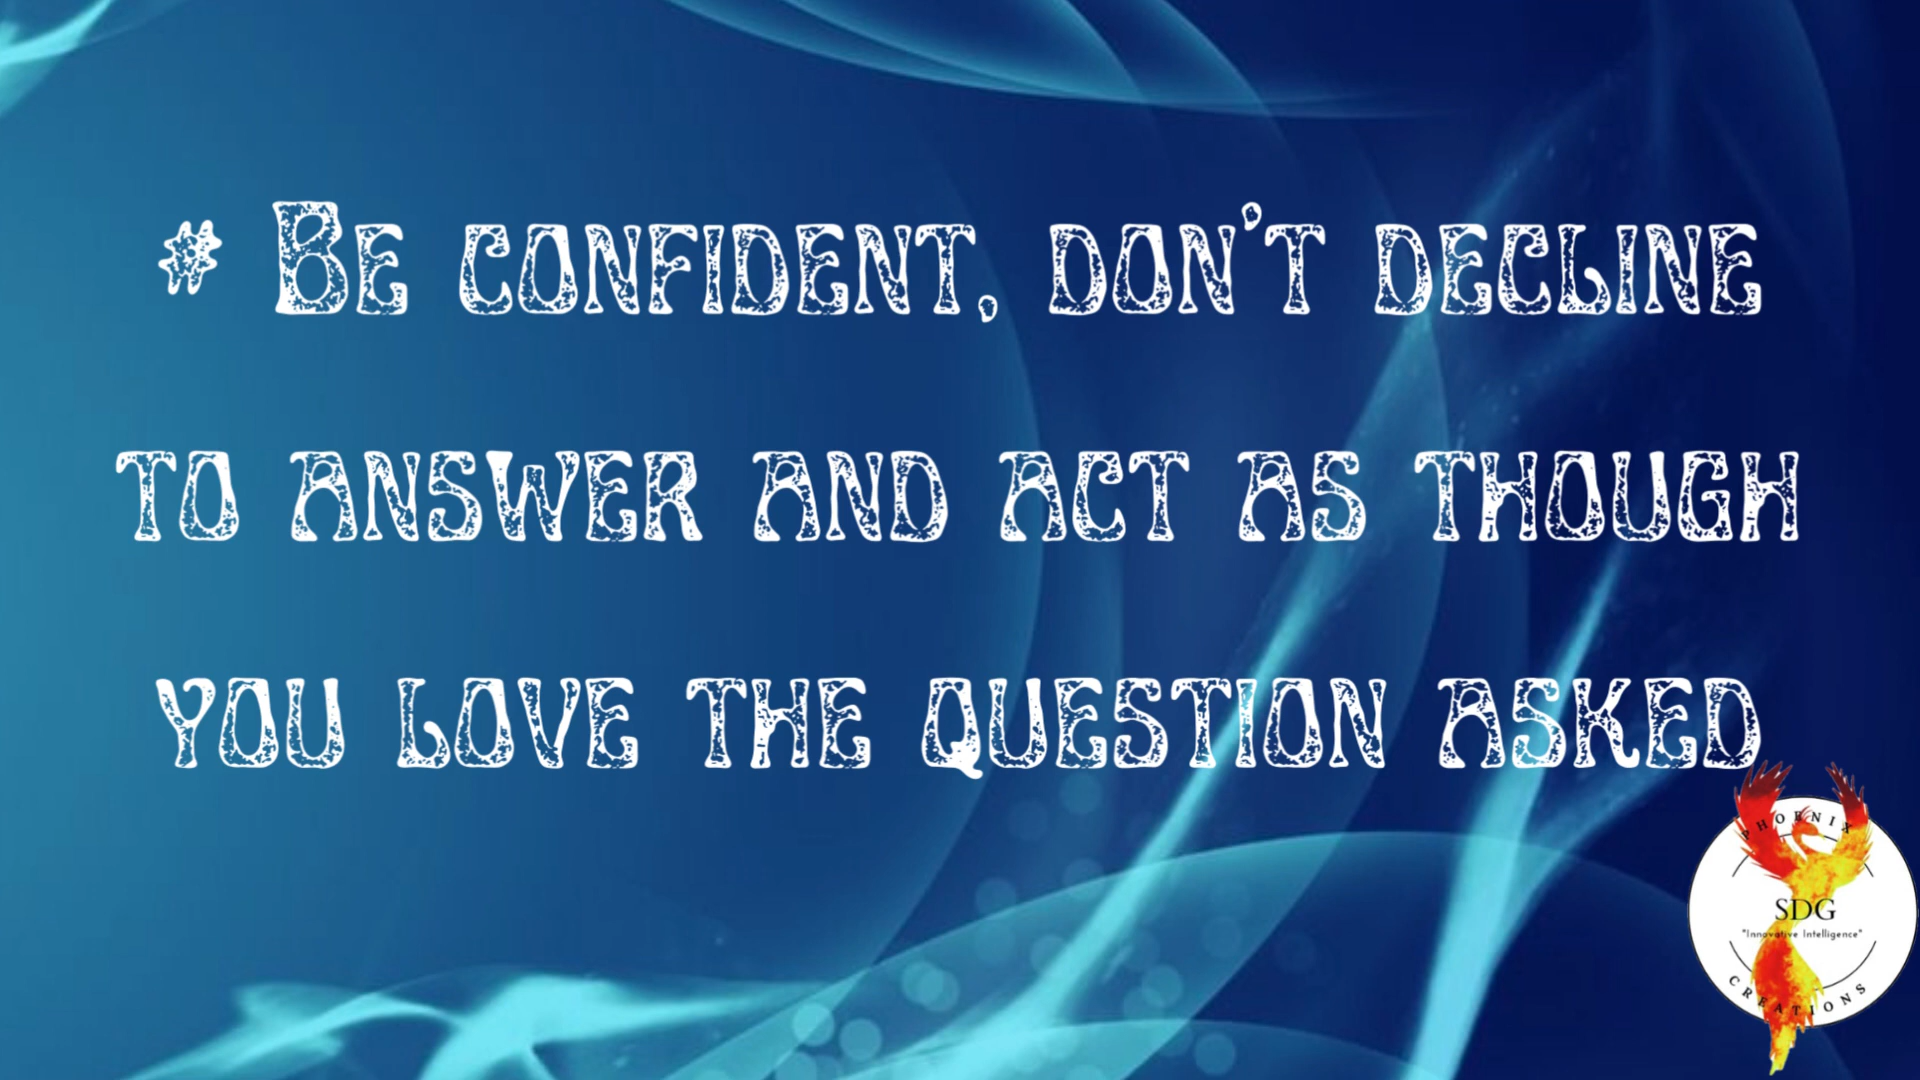 # Be confident, don't decline
to answer and act as though
you love the question asked
PHOENIX
SDG
"Innovative Intelligence"
CREATIONS